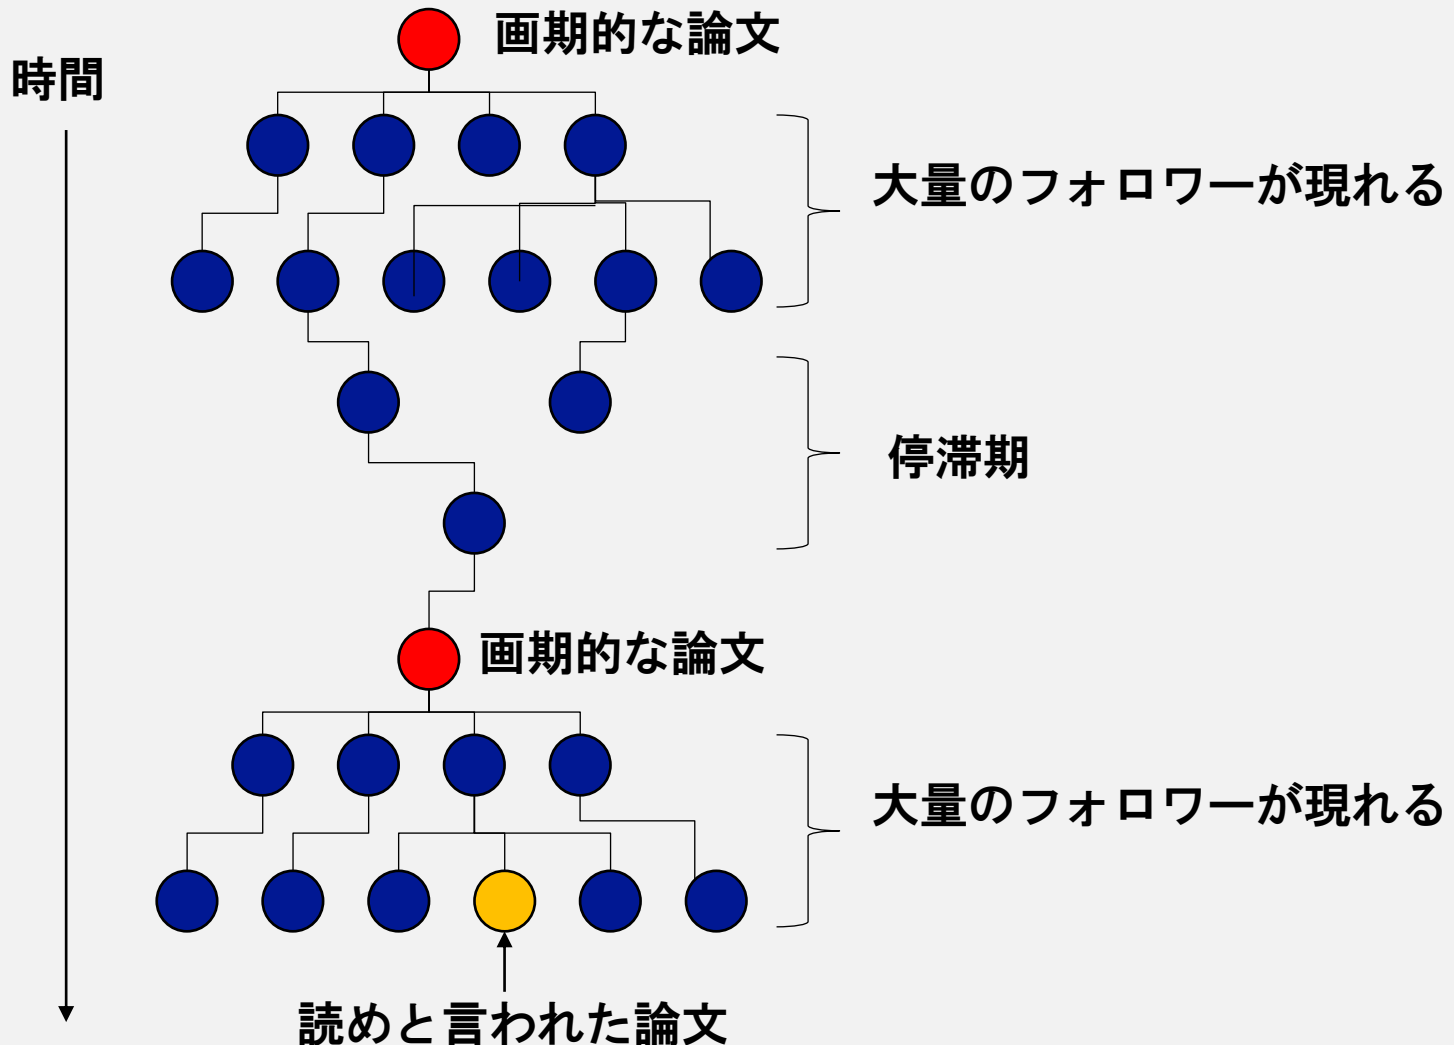 画期的な論文
時間
大量のフォロワーが現れる
停滞期
画期的な論文
大量のフォロワーが現れる
読めと言われた論文